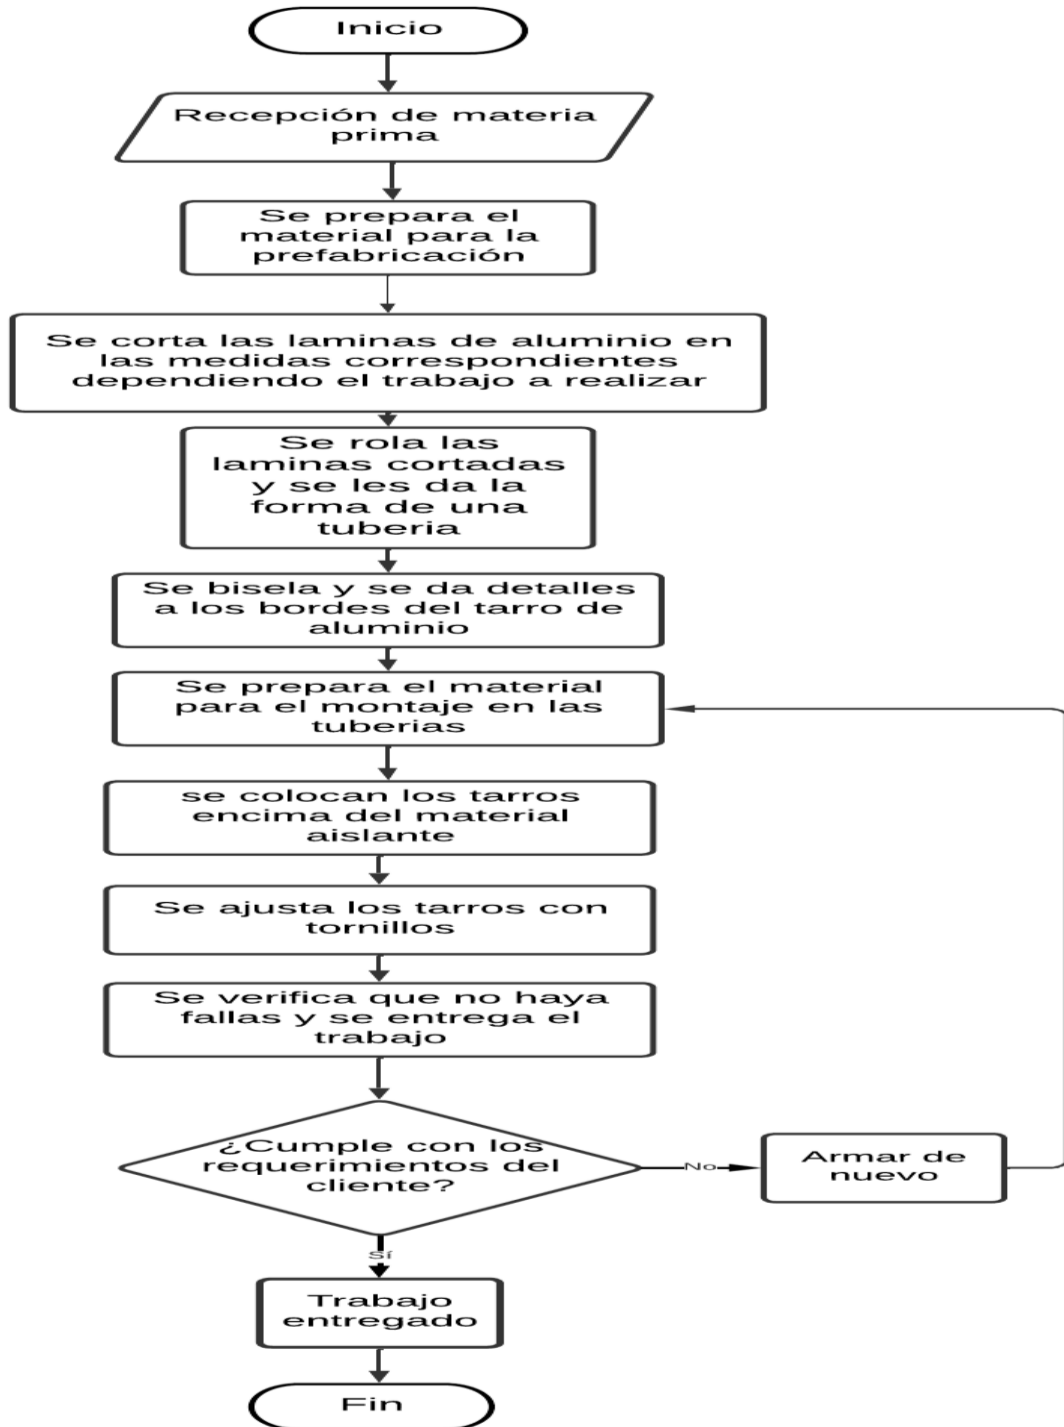 Inicio
Recepción de materia
prima
Se prepara el
material para la
prefabricación
Se corta las laminas de aluminio en
las medidas correspondientes
dependiendo el trabajo a realizar
Se rola las
laminas cortadas
y se les da la
forma de una
tuberia
Se bisela y se da detalles
a los bordes del tarro de
aluminio
Se prepara el material
para el montaje en las
tuberias
se colocan los tarros
encima del material
aislante
Se ajusta los tarros con
tornillos
Se verifica que no haya
fallas y se entrega el
trabajo
¿Cumple con los
requerimientos del
cliente?
No
Armar de
nuevo
Sí
Trabajo
entregado
Fin